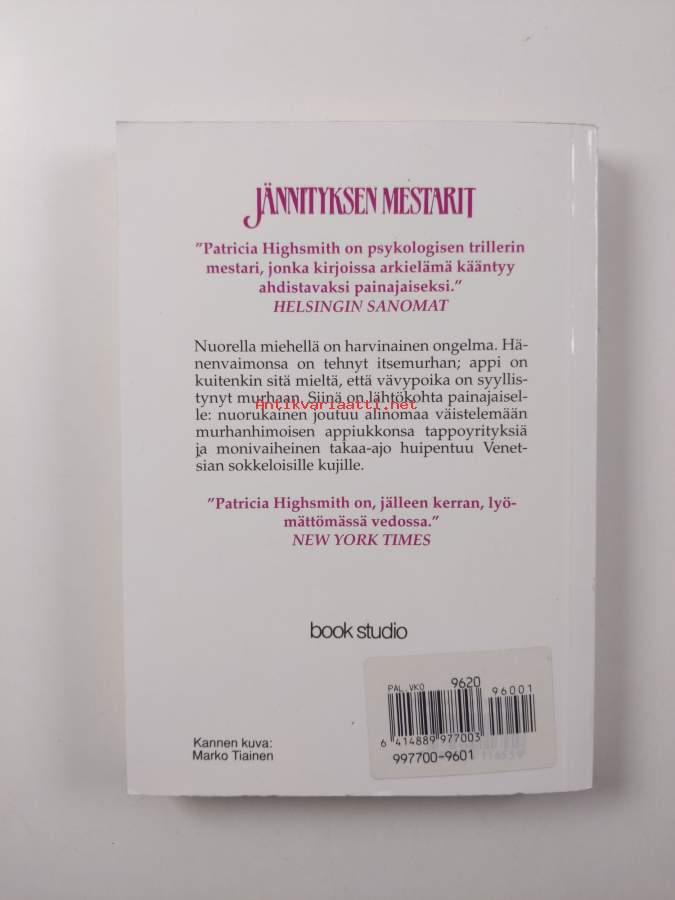 JÄNNITYKSEN MESTARIT
”Patricia Highsmith on psykologisen trillerin
mestari, jonka kirjoissa arkielämä kääntyy
ahdistavaksi painajaiseksi.”
HELSINGIN SANOMAT
Nuorella miehellä on harvinainen ongelma. Hä-
nenvaimonsa on tehnyt itsemurhan; appi on
kuitenkin sitä mieltä, että vävypoika on syyllis-
tynyt murhaan. Siinä on lähtökohta painajaisel-
Antikvariaatti.net
le: nuorukainen joutuu alinomaa väistelemään
murhanhimoisen appiukkonsa tappoyrityksiä
ja monivaiheinen takaa-ajo huipentuu Venet-
sian sokkeloisille kujille.
”Patricia Highsmith on, jälleen kerran, lyö-
mättömässä vedossa.”
NEW YORK TIMES
book studio
PAL.VKO 9620
96001
6 414889 977003
997700-9601
Kannen kuva:
Marko Tiainen